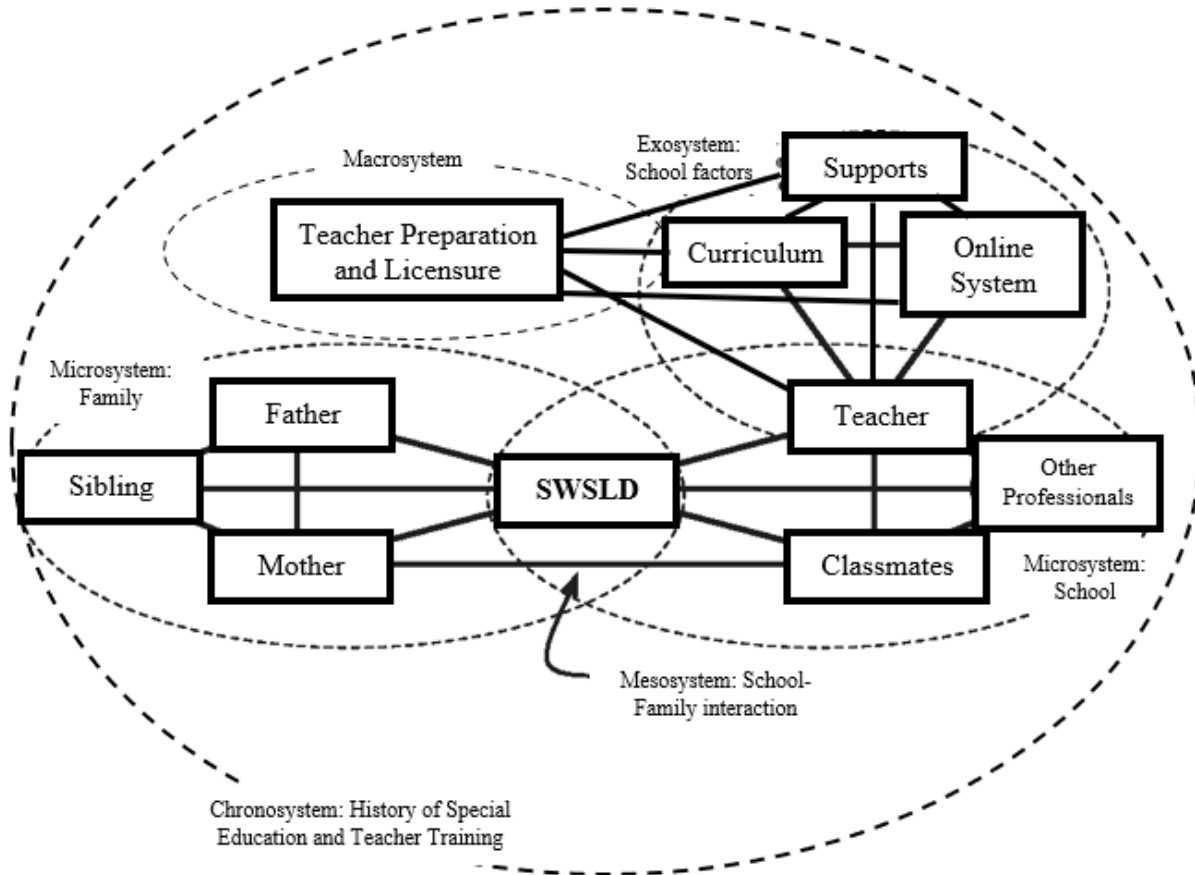 Macrosystem
Exosystem:
School factors
Supports
Teacher Preparation
and Licensure
Curriculum
Online
System
Microsystem:
Family
Father
Teacher
Sibling
SWSLD
Other
Professionals
Mother
Classmates
Microsystem:
School
Mesosystem: School-
Family interaction
Chronosystem: History of Special
Education and Teacher Training